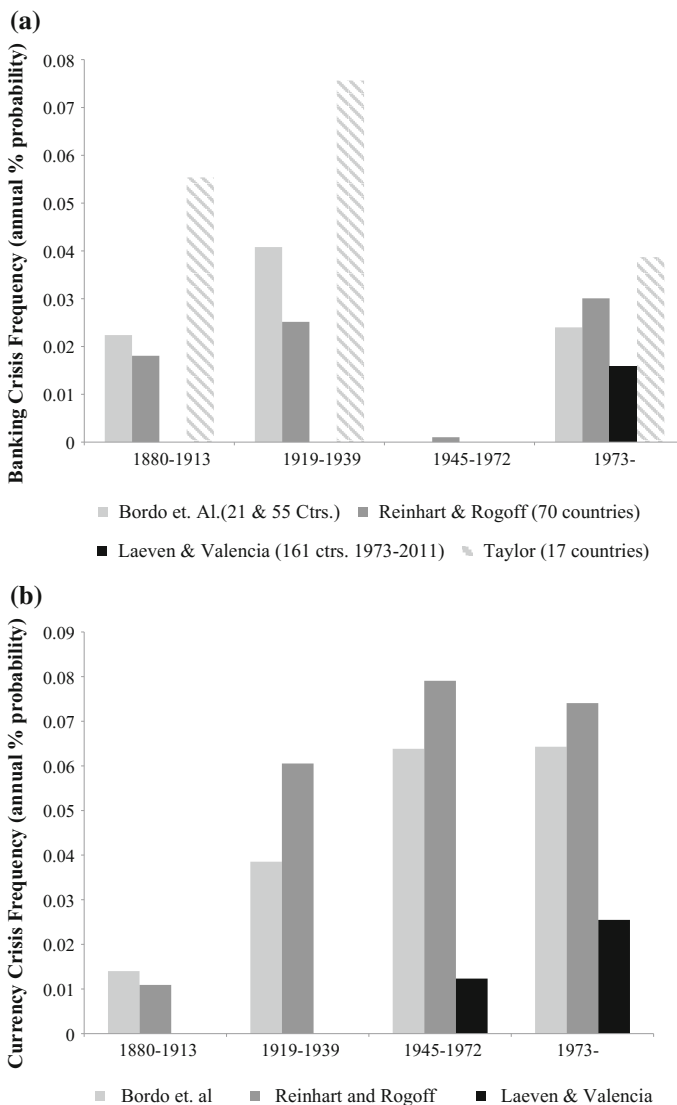 (a)
Banking Crisis Frequency (annual % probability)
0.08
0.07
0.06
0.05
0.04
0.03
0.02
0.01
0
1880-1913 1919-1939 1945-1972 1973-
Bordo et. Al.(21 & 55 Ctrs.) Reinhart & Rogoff (70 countries)
Laeven & Valencia (161 ctrs. 1973-2011) Taylor (17 countries)
(b)
Currency Crisis Frequency (annual % probability)
0.09
0.08
0.07
0.06
0.05
0.04
0.03
0.02
0.01
0
1880-1913 1919-1939 1945-1972 1973-
Bordo et. al Reinhart and Rogoff Laeven & Valencia